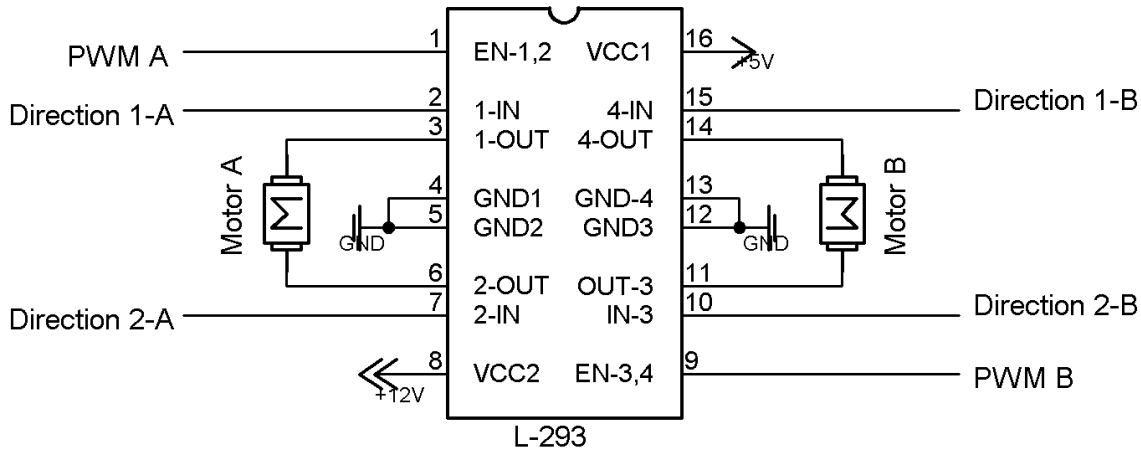 PWM A
1
EN-1,2
VCC1
16
+5V
Direction 1-A
2
1-IN
4-IN
15
Direction 1-B
3
1-OUT
4-OUT
14
Motor A
4
GND1
GND-4
13
Motor B
GND
5
GND2
GND3
12
GND
6
2-OUT
OUT-3
11
Direction 2-A
7
2-IN
IN-3
10
Direction 2-B
+12V
8
VCC2
EN-3,4
9
PWM B
L-293